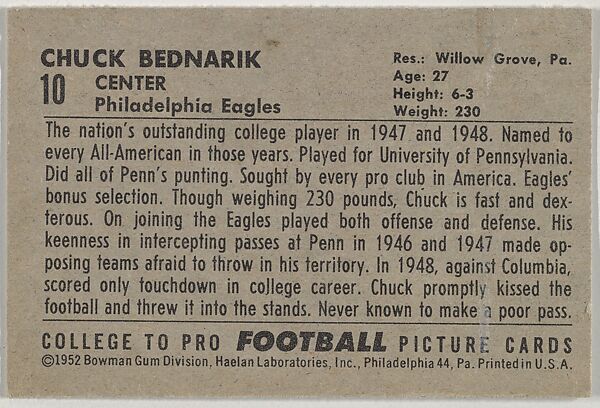 CHUCK BEDNARIK
10 CENTER
Philadelphia Eagles
Res.: Willow Grove, Pa.
Age: 27
Height: 6-3
Weight: 230
The nation's outstanding college player in 1947 and 1948. Named to
every All-American in those years. Played for University of Pennsylvania.
Did all of Penn's punting. Sought by every pro club in America. Eagles'
bonus selection. Though weighing 230 pounds, Chuck is fast and dex-
terous. On joining the Eagles played both offense and defense. His
keenness in intercepting passes at Penn in 1946 and 1947 made op-
posing teams afraid to throw in his territory. In 1948, against Columbia,
scored only touchdown in college career. Chuck promptly kissed the
football and threw it into the stands. Never known to make a poor pass.
COLLEGE TO PRO FOOTBALL PICTURE CARDS
©1952 Bowman Gum Division, Haelan Laboratories, Inc., Philadelphia 44, Pa. Printed in U.S.A.